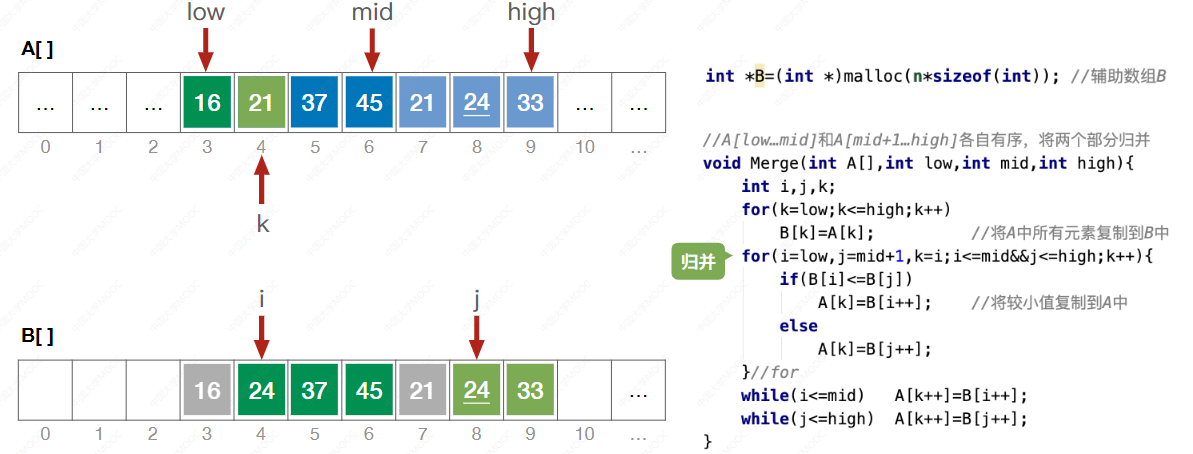 low mid high
A[ ]
... ... ... 16 21 37 45 21 24 33 ... ...
0 1 2 3 4 5 6 7 8 9 10 ...
k
i j
B[ ]
16 24 37 45 21 24 33 ...
0 1 2 3 4 5 6 7 8 9 10 ...
int *B=(int *)malloc(n*sizeof(int)); //辅助数组B
//A[low…mid]和A[mid+1…high]各自有序，将两个部分归并
void Merge(int A[],int low,int mid,int high){
int i,j,k;
for(k=low;k<=high;k++)
B[k]=A[k]; //将A中所有元素复制到B中
归并
for(i=low,j=mid+1,k=i;i<=mid&&j<=high;k++){
if(B[i]<=B[j])
A[k]=B[i++]; //将较小值复制到A中
else
A[k]=B[j++];
}//for
while(i<=mid) A[k++]=B[i++];
while(j<=high) A[k++]=B[j++];
}